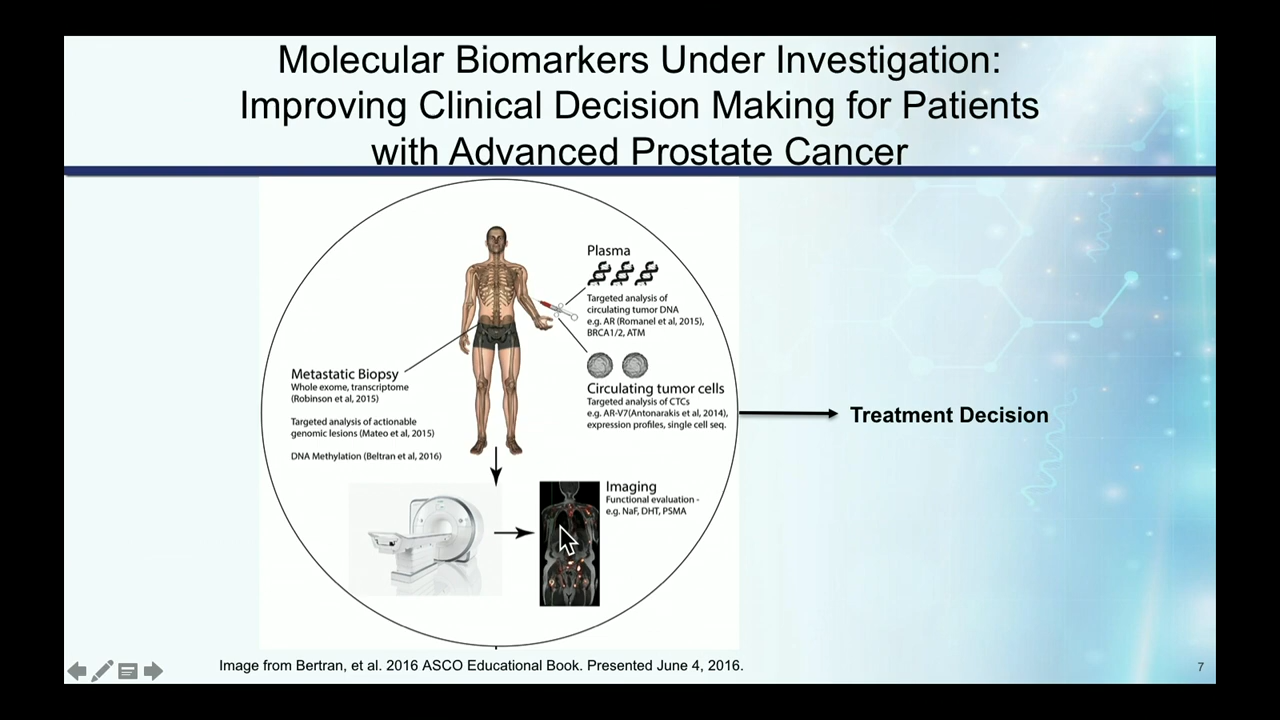 Molecular Biomarkers Under Investigation:
Improving Clinical Decision Making for Patients
with Advanced Prostate Cancer
Plasma
Targeted analysis of
circulating tumor DNA
e.g. AR (Romanel et al, 2015),
BRCA1/2, ATM
Metastatic Biopsy
Whole exome, transcriptome
(Robinson et al, 2015)
Targeted analysis of actionable
genomic lesions (Mateo et al, 2015)
DNA Methylation (Beltran et al, 2016)
Circulating tumor cells
Targeted analysis of CTCs
e.g. AR-V7(Antonarakis et al, 2014),
expression profiles, single cell seq.
Treatment Decision
Imaging
Functional evaluation -
e.g. NaF, DHT, PSMA
Image from Bertran, et al. 2016 ASCO Educational Book. Presented June 4, 2016.
7